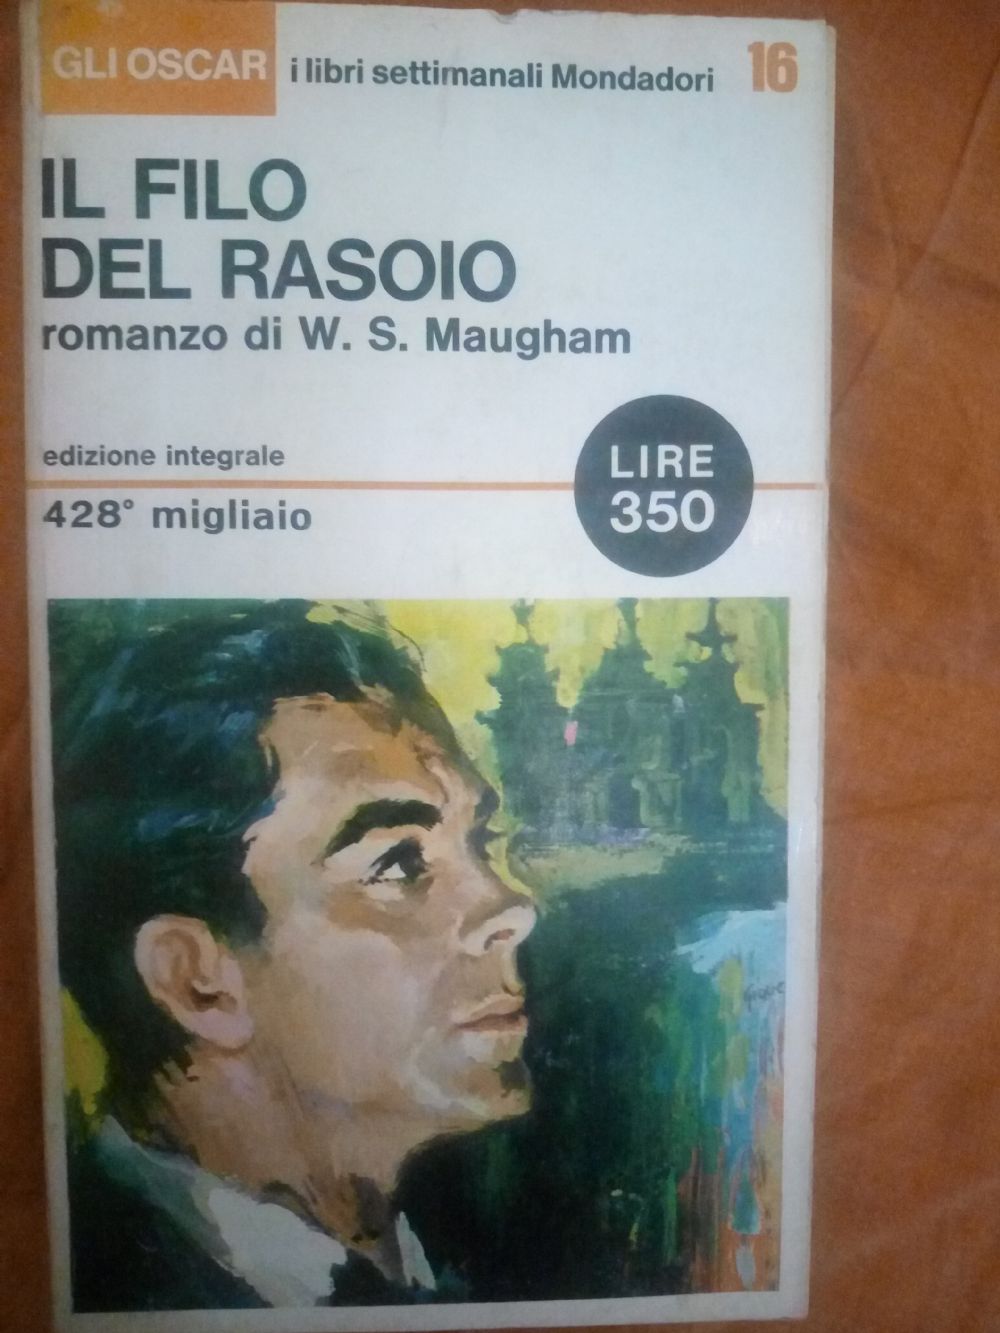 GLI OSCAR i libri settimanali Mondadori 16
IL FILO
DEL RASOIO
romanzo di W. S. Maugham
edizione integrale
428° migliaio
LIRE
350